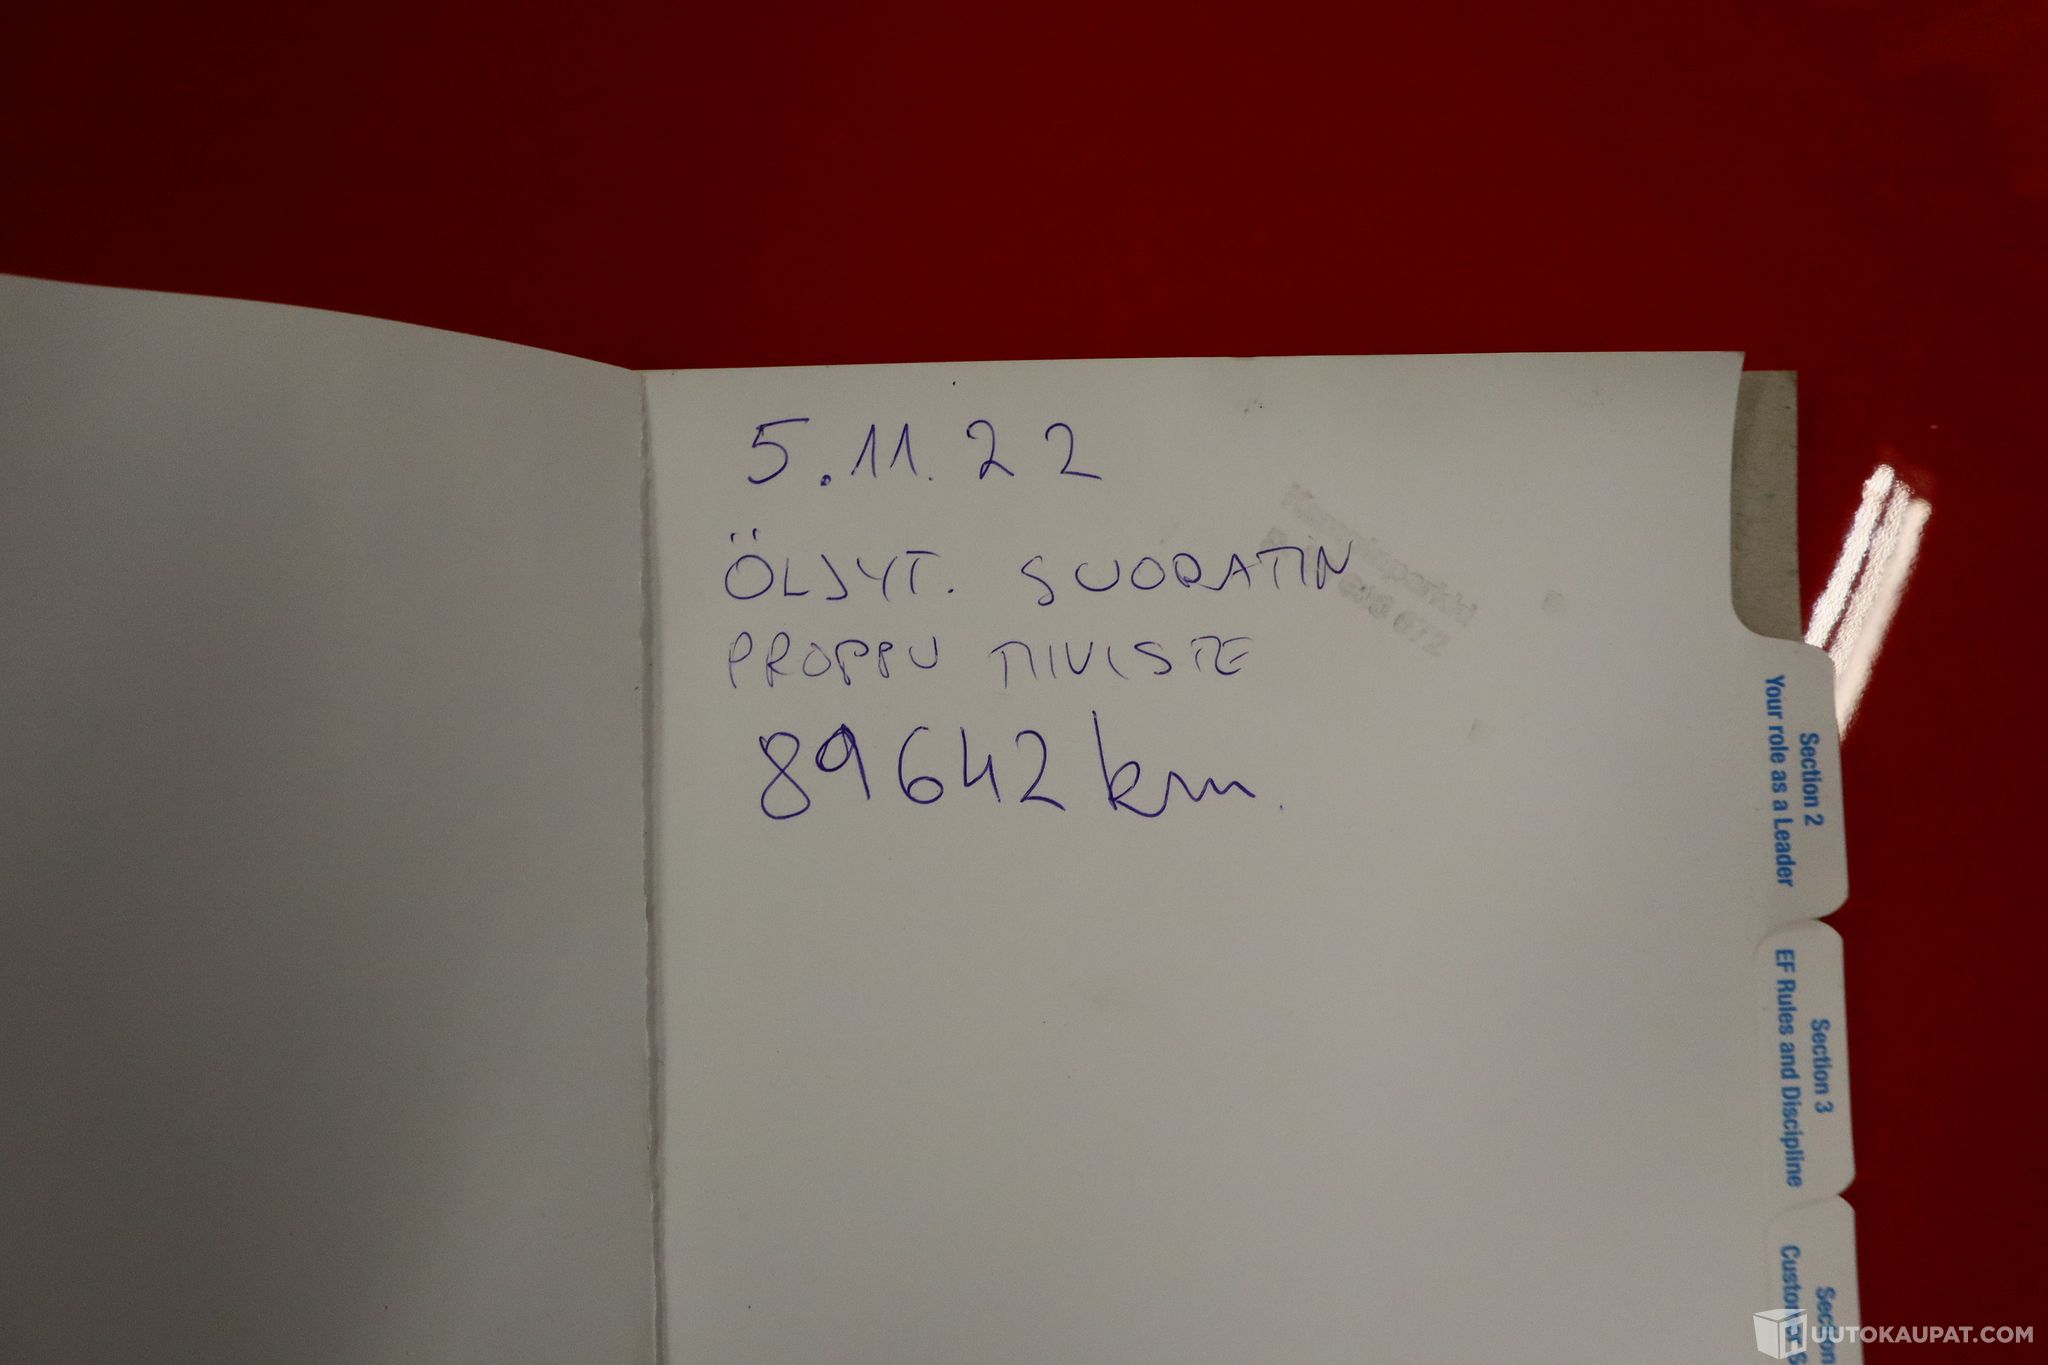 5.11.22
ÖLJYT. SUORATIN
PROPPU TIIVISTE
89642 km.
Section 2
Your role as a Leader
Section 3
EF Rules and Discipline
UUTOKAUPAT.COM